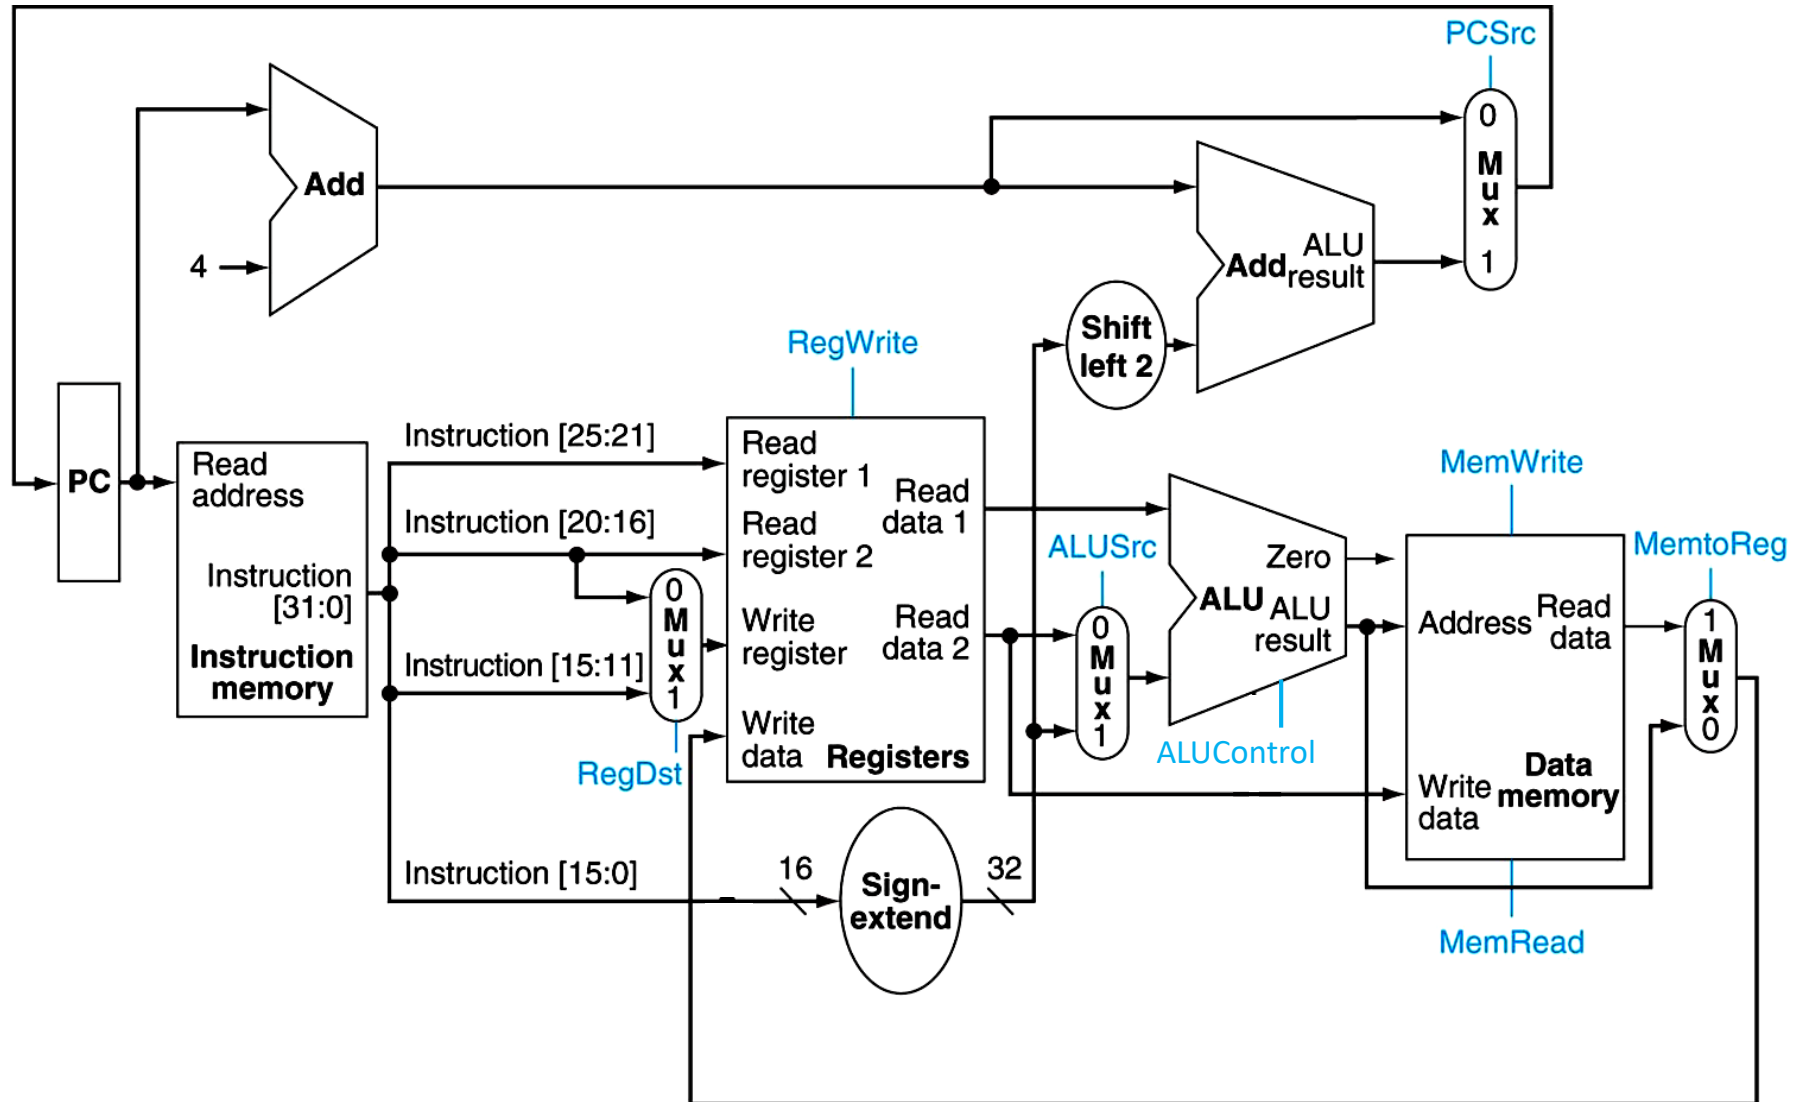 PCSrc
0
Mux
1
Add
4
Add
ALU
result
Shift
left 2
RegWrite
PC
Read
address
Instruction
[31:0]
Instruction
memory
Instruction [25:21]
Instruction [20:16]
Instruction [15:11]
Instruction [15:0]
0
Mux
1
RegDst
Read
register 1
Read
register 2
Write
register
Write
data
Read
data 1
Read
data 2
Registers
16
Sign-
extend
32
ALUSrc
0
Mux
1
Zero
ALU
ALU
result
ALUControl
MemWrite
Address
Read
data
Write
data
Data
memory
MemRead
MemtoReg
1
Mux
0